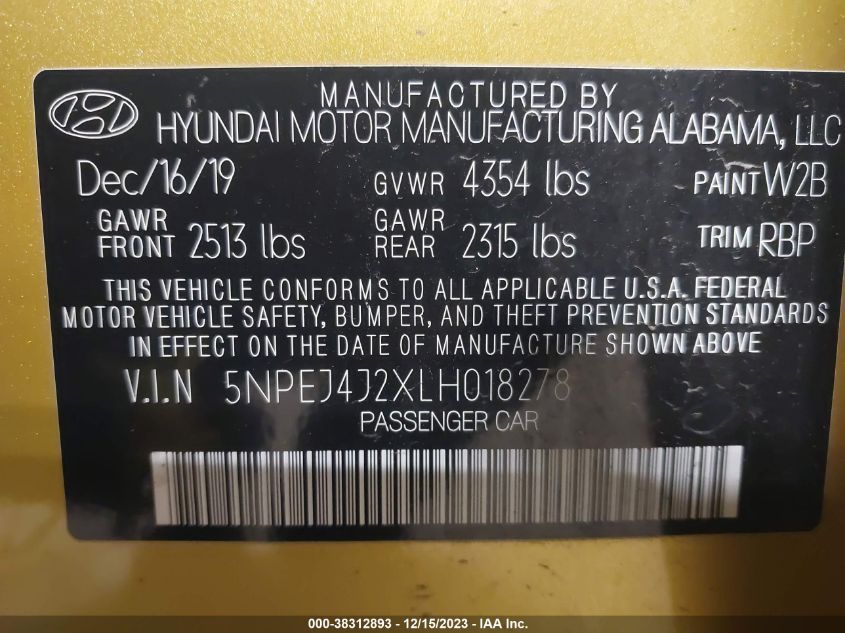 MANUFACTURED BY
HYUNDAI MOTOR MANUFACTURING ALABAMA, LLC
Dec/16/19 GVWR 4354 lbs PAINT W2B
GAWR FRONT 2513 lbs GAWR REAR 2315 lbs TRIM RBP
THIS VEHICLE CONFORMS TO ALL APPLICABLE U.S.A. FEDERAL
MOTOR VEHICLE SAFETY, BUMPER, AND THEFT PREVENTION STANDARDS
IN EFFECT ON THE DATE OF MANUFACTURE SHOWN ABOVE
V.I.N 5NPEJ4J2XLH018278
PASSENGER CAR
000-38312893 - 12/15/2023 - IAA Inc.